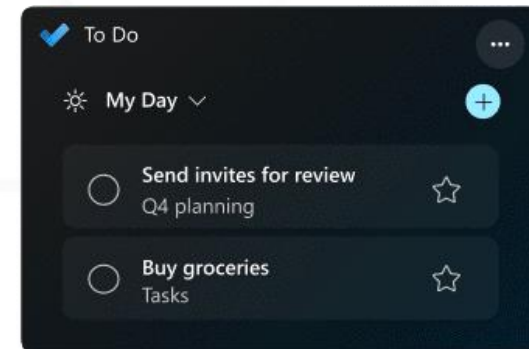 To Do
My Day
Send invites for review
Q4 planning
Buy groceries
Tasks